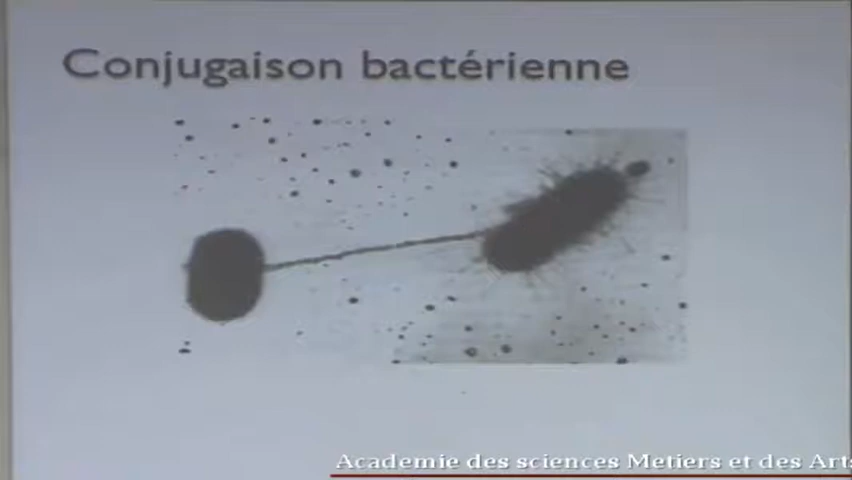 Conjugaison bactérienne
Academie des sciences Metiers et des Arts